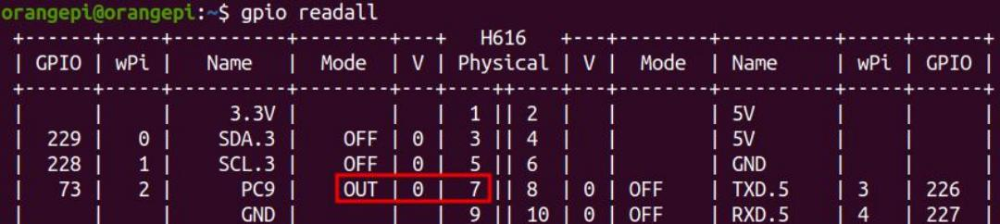 orangepi@orangepi:~$ gpio readall
+------+-----+----------+--------+---+   H616   +---+--------+----------+-----+------+
| GPIO | wPi |   Name   |  Mode  | V | Physical | V |  Mode  | Name     | wPi | GPIO |
+------+-----+----------+--------+---+----++----+---+--------+----------+-----+------+
|      |     |     3.3V |        |   |  1 || 2  |   |        | 5V       |     |      |
|  229 |   0 |    SDA.3 |    OFF | 0 |  3 || 4  |   |        | 5V       |     |      |
|  228 |   1 |    SCL.3 |    OFF | 0 |  5 || 6  |   |        | GND      |     |      |
|   73 |   2 |      PC9 |    OUT | 0 |  7 || 8  | 0 | OFF    | TXD.5    | 3   | 226  |
|      |     |      GND |        |   |  9 || 10 | 0 | OFF    | RXD.5    | 4   | 227  |